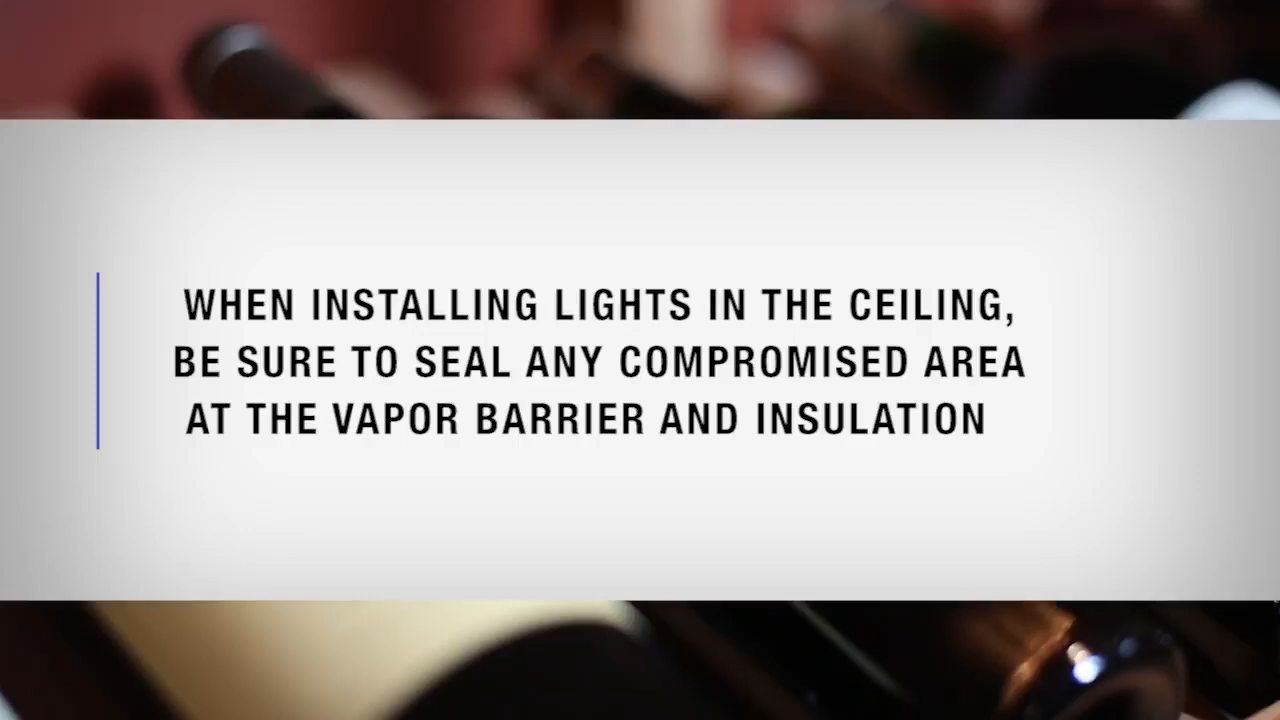 WHEN INSTALLING LIGHTS IN THE CEILING,
BE SURE TO SEAL ANY COMPROMISED AREA
AT THE VAPOR BARRIER AND INSULATION